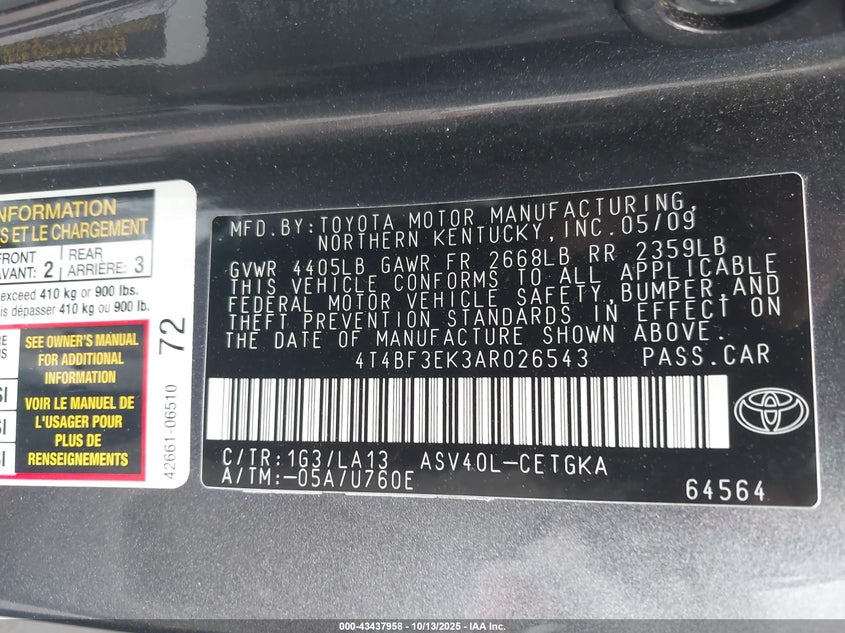 NFORMATION
S ET LE CHARGEMENT
FRONT
AVANT: 2
REAR
ARRIÈRE: 3
exceed 410 kg or 900 lbs.
dépasser 410 kg ou 900 lb.
SEE OWNER'S MANUAL
FOR ADDITIONAL
INFORMATION
VOIR LE MANUEL DE
L'USAGER POUR
PLUS DE
RENSEIGNEMENTS
72
42661-06510
MFD.BY:TOYOTA MOTOR MANUFACTURING,
NORTHERN KENTUCKY,INC.05/09
GVWR 4405LB GAWR FR 2668LB RR 2359LB
THIS VEHICLE CONFORMS TO ALL APPLICABLE
FEDERAL MOTOR VEHICLE SAFETY,BUMPER,AND
THEFT PREVENTION STANDARDS IN EFFECT ON
THE DATE OF MANUFACTURE SHOWN ABOVE.
4T4BF3EK3AR026543 PASS.CAR
C/TR:1G3/LA13 ASV40L-CETGKA
A/TM:-05A/U760E
64564
000-43437958 - 10/13/2025 - IAA Inc.